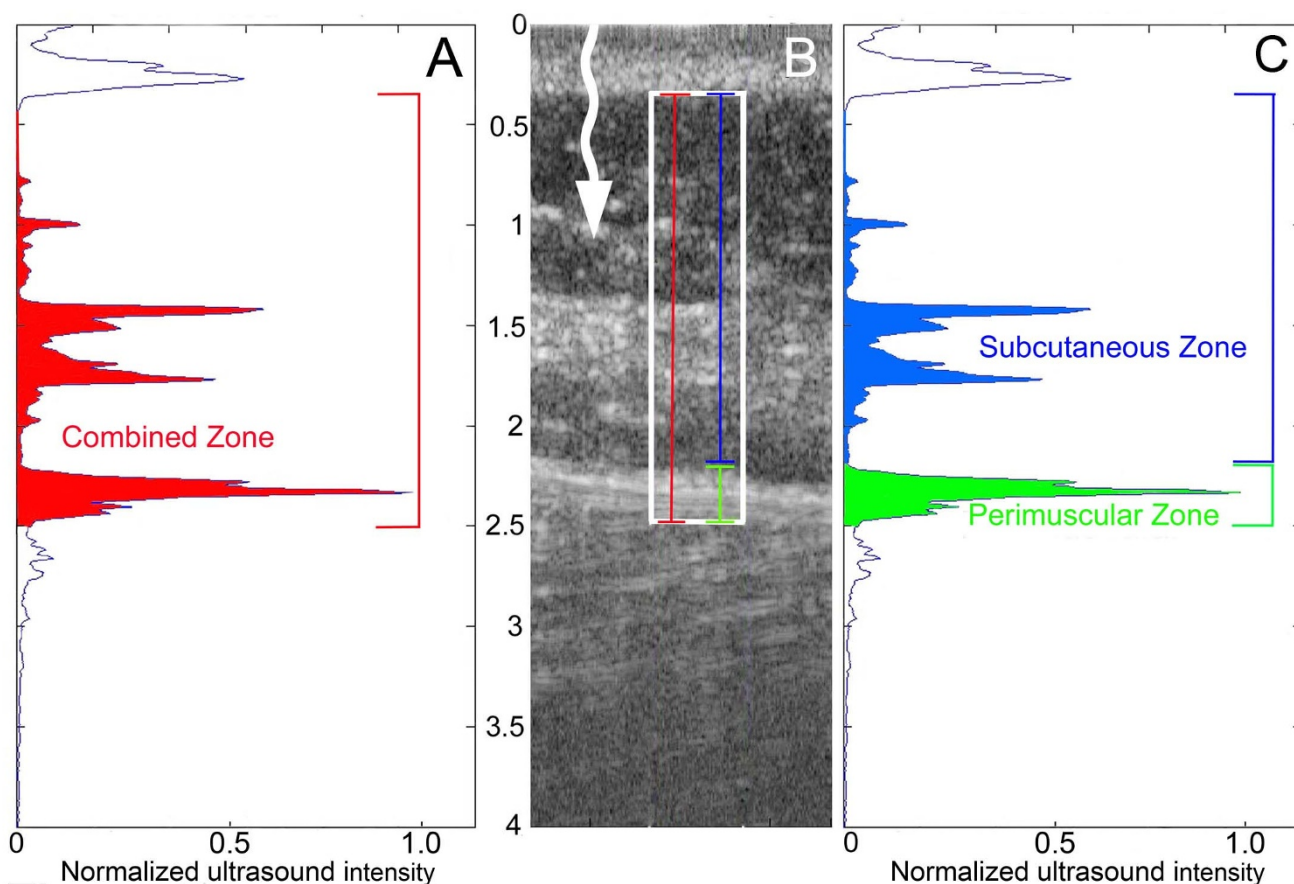 A
B
C
0
0.5
1
1.5
2
2.5
3
3.5
4
Combined Zone
Subcutaneous Zone
Perimuscular Zone
0 0.5 1.0
Normalized ultrasound intensity
0 0.5 1.0
Normalized ultrasound intensity